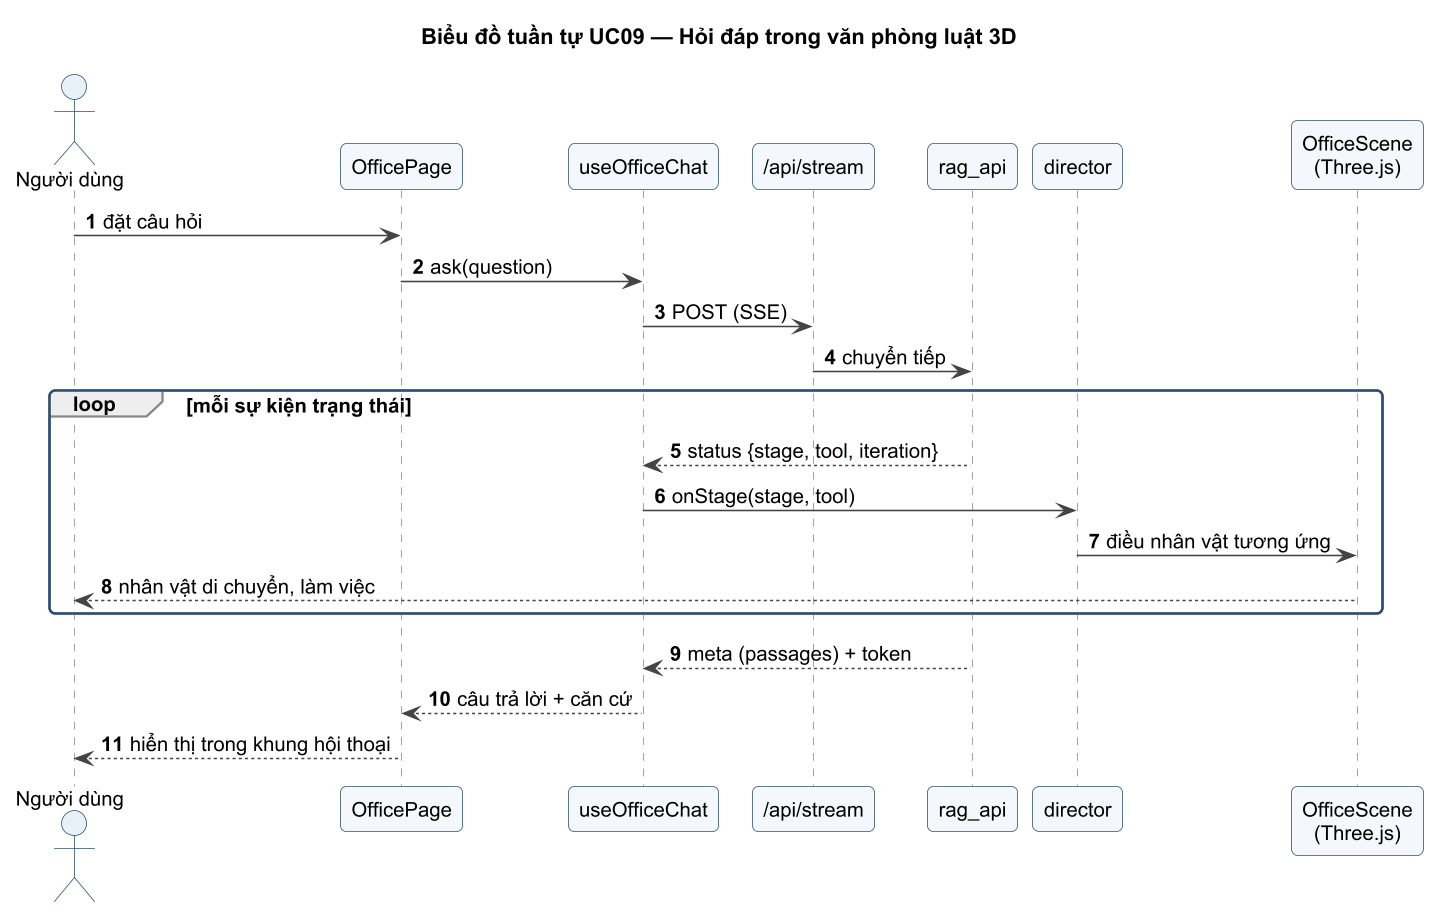 Biểu đồ tuần tự UC09 — Hỏi đáp trong văn phòng luật 3D
Người dùng
OfficePage
useOfficeChat
/api/stream
rag_api
director
OfficeScene
(Three.js)
1 đặt câu hỏi
2 ask(question)
3 POST (SSE)
4 chuyển tiếp
loop [mỗi sự kiện trạng thái]
5 status {stage, tool, iteration}
6 onStage(stage, tool)
7 điều nhân vật tương ứng
8 nhân vật di chuyển, làm việc
9 meta (passages) + token
10 câu trả lời + căn cứ
11 hiển thị trong khung hội thoại
Người dùng
OfficePage
useOfficeChat
/api/stream
rag_api
director
OfficeScene
(Three.js)